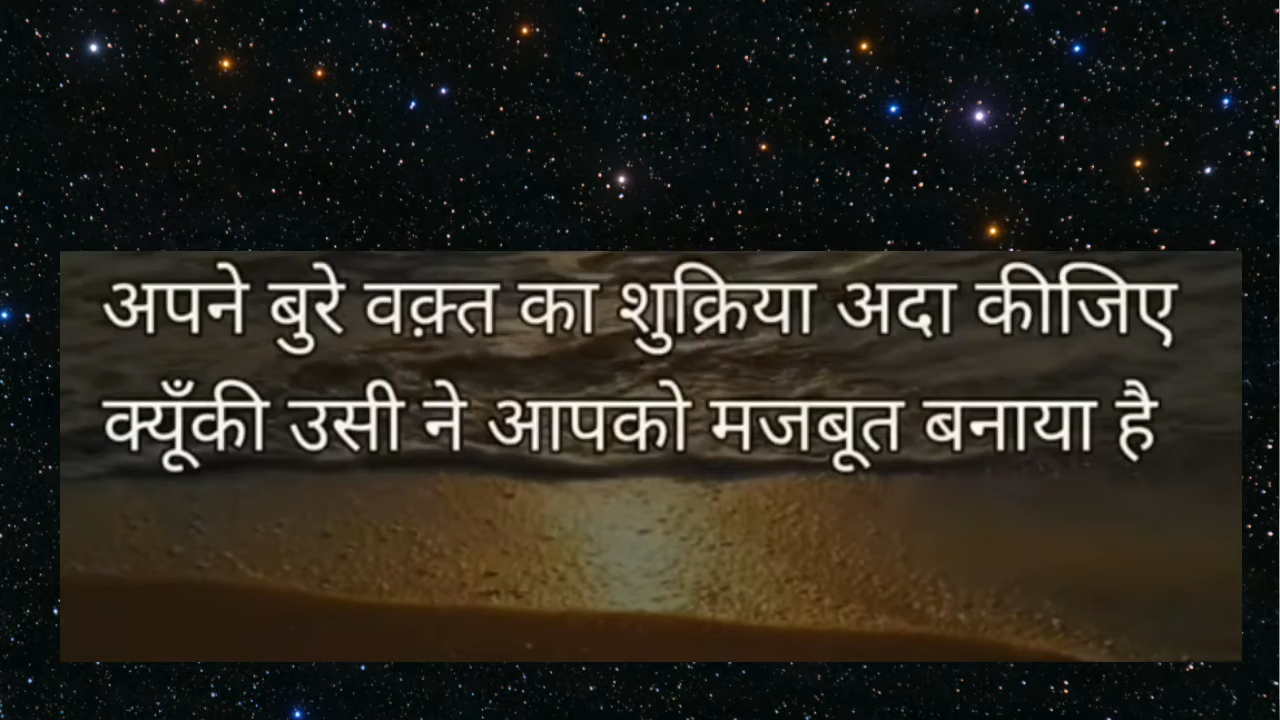 अपने बुरे वक़्त का शुक्रिया अदा कीजिए
क्यूँकी उसी ने आपको मजबूत बनाया है